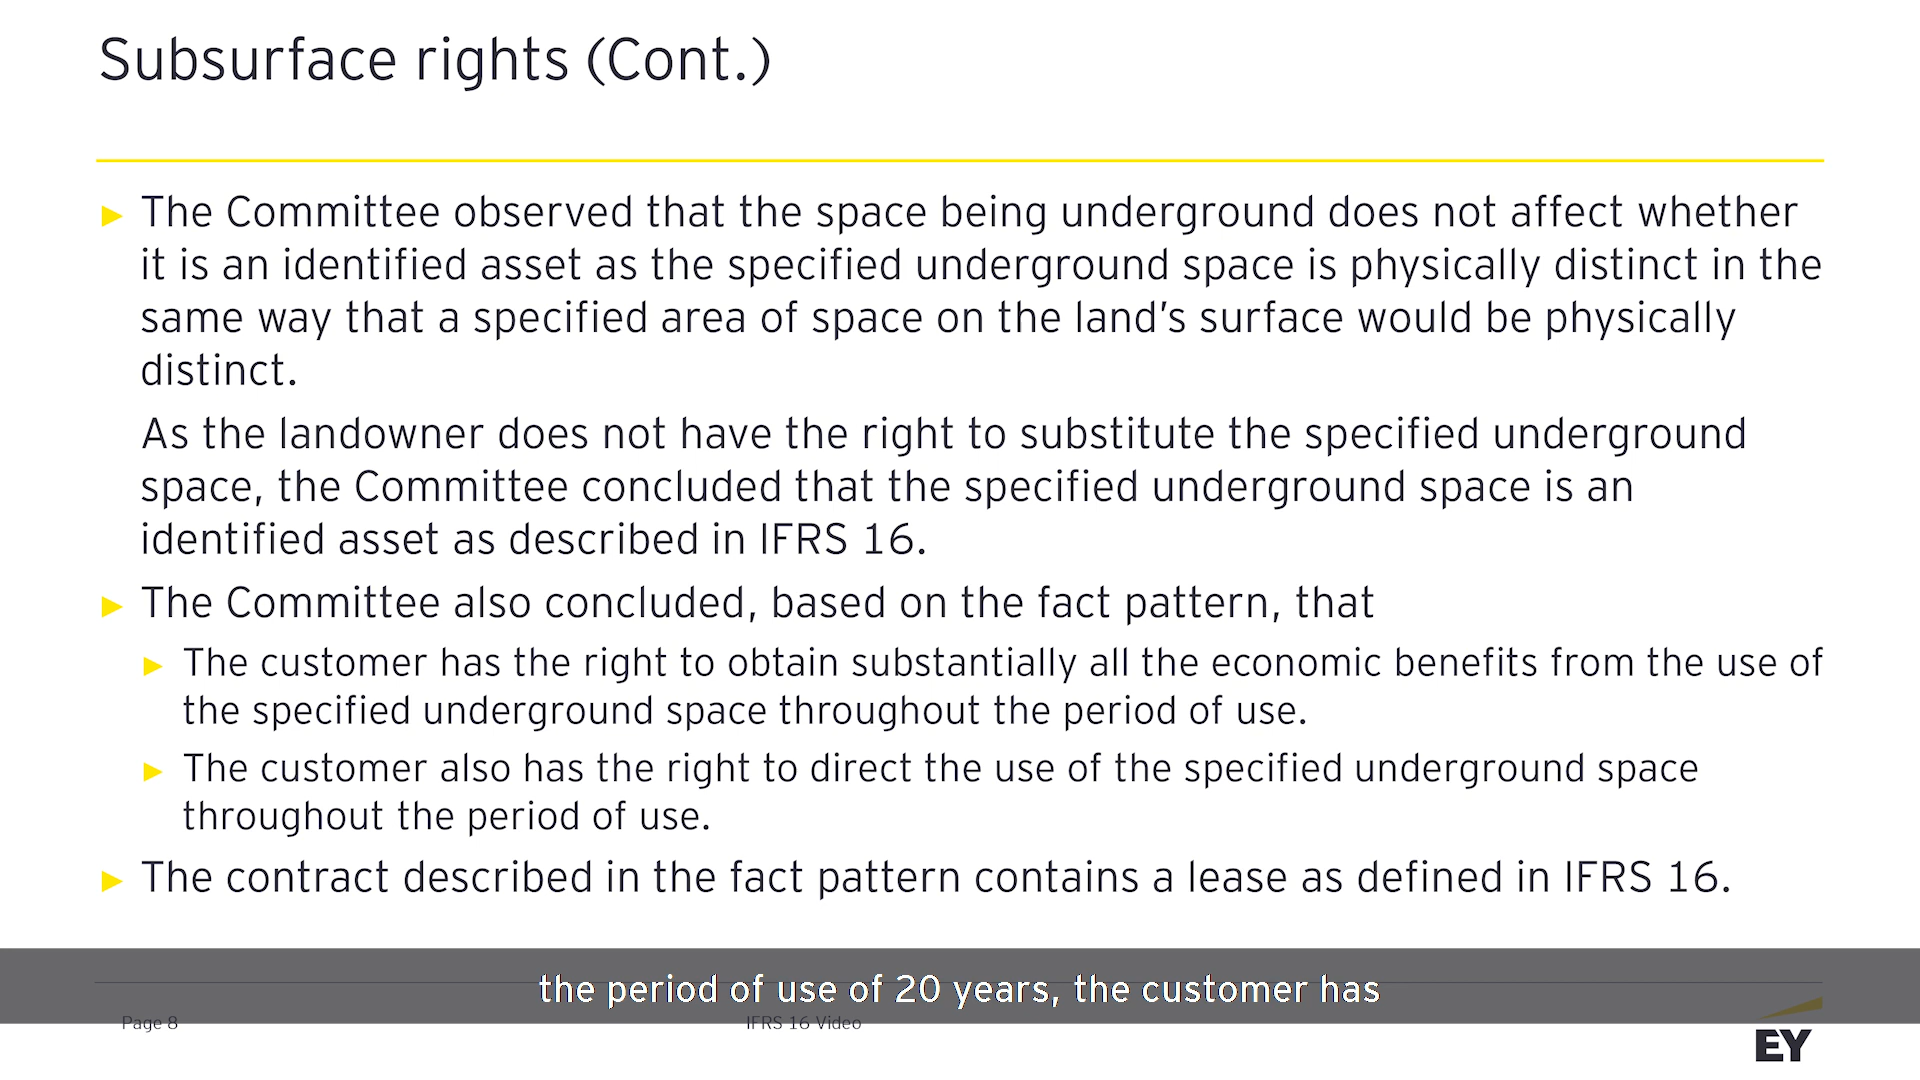 Subsurface rights (Cont.)
► The Committee observed that the space being underground does not affect whether
it is an identified asset as the specified underground space is physically distinct in the
same way that a specified area of space on the land’s surface would be physically
distinct.
As the landowner does not have the right to substitute the specified underground
space, the Committee concluded that the specified underground space is an
identified asset as described in IFRS 16.
► The Committee also concluded, based on the fact pattern, that
► The customer has the right to obtain substantially all the economic benefits from the use of
the specified underground space throughout the period of use.
► The customer also has the right to direct the use of the specified underground space
throughout the period of use.
► The contract described in the fact pattern contains a lease as defined in IFRS 16.
the period of use of 20 years, the customer has
Page 8
IFRS 16 Video
EY